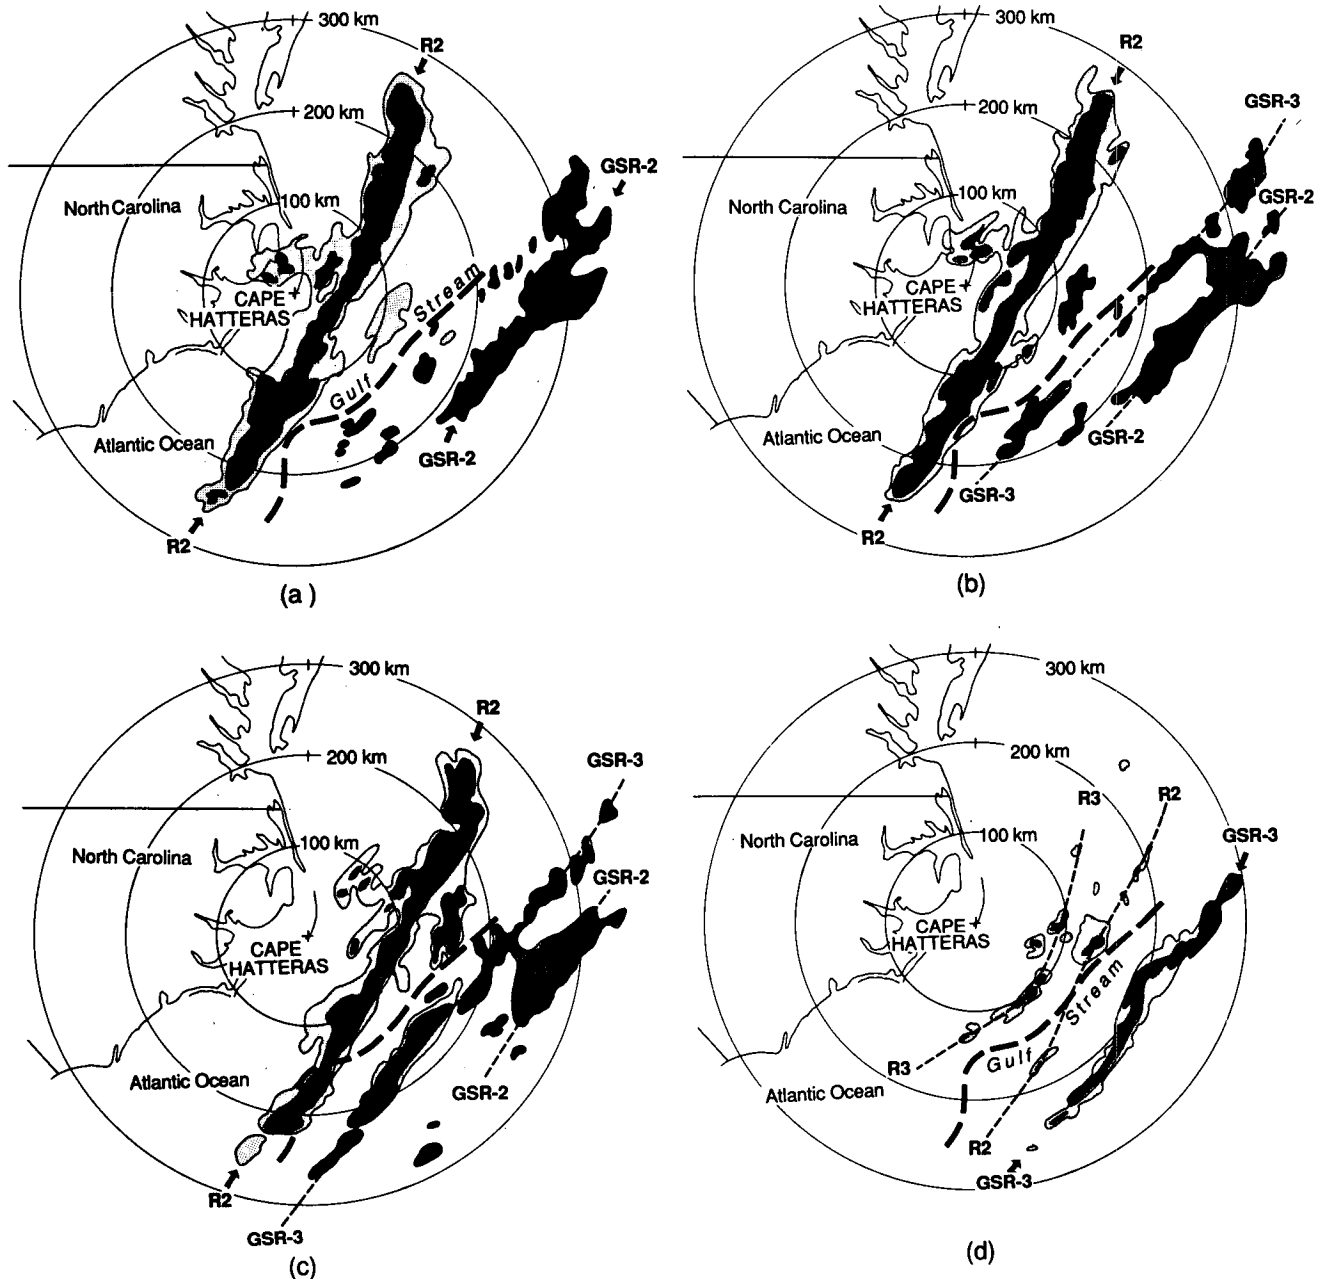 300 km
R2
200 km
GSR-2
100 km
North Carolina
CAPE
HATTERAS
Stream
Gulf
Atlantic Ocean
GSR-2
R2
(a)
300 km
R2
GSR-3
200 km
GSR-2
100 km
North Carolina
CAPE
HATTERAS
Atlantic Ocean
GSR-2
GSR-3
R2
(b)
300 km
R2
200 km
GSR-3
100 km
North Carolina
GSR-2
CAPE
HATTERAS
Atlantic Ocean
GSR-2
R2
GSR-3
(c)
300 km
200 km
R3
R2
100 km
GSR-3
North Carolina
CAPE
HATTERAS
Stream
Gulf
R3
Atlantic Ocean
R2
GSR-3
(d)